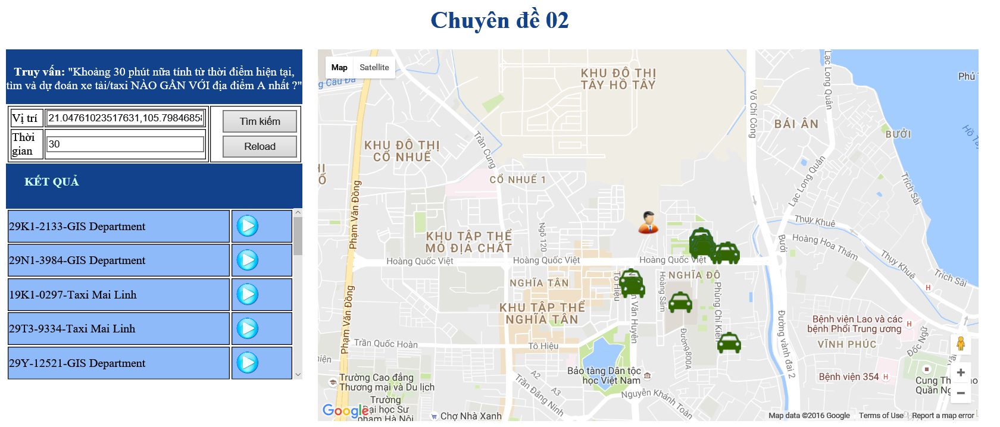 Chuyên đề 02
Truy vấn: "Khoảng 30 phút nữa tính từ thời điểm hiện tại,
tìm và dự đoán xe tải/taxi NÀO GẦN VỚI địa điểm A nhất ?"
Vị trí
21.04761023517631,105.7984685
Tìm kiếm
Thời
gian
30
Reload
KẾT QUẢ
29K1-2133-GIS Department
29N1-3984-GIS Department
19K1-0297-Taxi Mai Linh
29T3-9334-Taxi Mai Linh
29Y-12521-GIS Department
Map
Satellite
KHU ĐÔ THỊ
TÂY HỒ TÂY
Lạc Long Quân
Phủ
Võ Chí Công
BÁI ÂN
BƯỞI
Trần Cung
KHU ĐÔ THỊ
CỔ NHUẾ
CỔ NHUẾ 1
Phạm Văn Đồng
Lạc Long Quân
Trích Sài
Thụy Khuê
Hoàng Hoa Thám
Bưởi
Thụy Khuê
Trích Sài
KHU TẬP THỂ
MỎ ĐỊA CHẤT
Ngõ 120
Hoàng Quốc Việt
Hoàng Quốc Việt
Hoàng Quốc Việt
NGHĨA TÂN
Tô Hiệu
Hoàng Sâm
NGHĨA ĐÔ
Phùng Chí Kiên
Phạm Văn Đồng
KHU TẬP THỂ
NGHĨA TÂN
Văn Huyên
Đường800A
Đường vành đai 2
Bệnh viện Lao và các
bệnh Phổi Trung ương
H
H
VĨNH PHÚC
Đốc Ngữ
Trần Quốc Hoàn
Tô Hiệu
Bảo tàng Dân tộc
học Việt Nam
Trường Cao đẳng
Thương mại và Du lịch
A2
A3
Trần Đăng Ninh
Nguyễn Khánh Toàn
Bệnh viện 354
H
Cung Th
Quần Ng
Trường
Đại học Sư
phạm Hà Nội
Chợ Nhà Xanh
Google
Map data ©2016 Google
Terms of Use
Report a map error